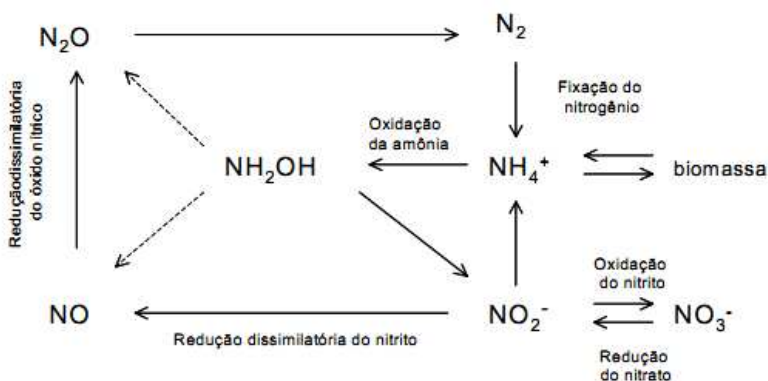 N₂O
N₂
Reduçãodissimilatória
do óxido nítrico
Fixação do
nitrogênio
Oxidação
da amônia
NH₂OH
NH₄⁺
biomassa
Oxidação
do nitrito
NO
NO₂⁻
NO₃⁻
Redução dissimilatória do nitrito
Redução
do nitrato